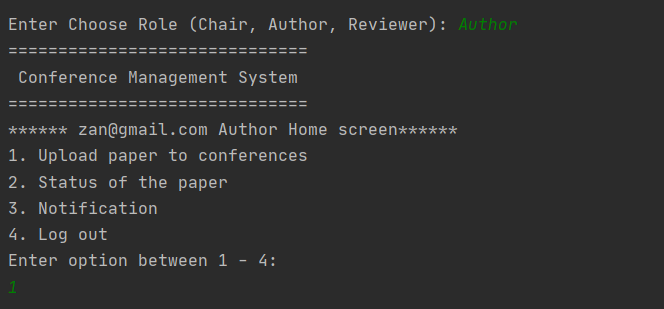 Enter Choose Role (Chair, Author, Reviewer): Author
==============================
Conference Management System
==============================
****** zan@gmail.com Author Home screen******
1. Upload paper to conferences
2. Status of the paper
3. Notification
4. Log out
Enter option between 1 - 4:
1